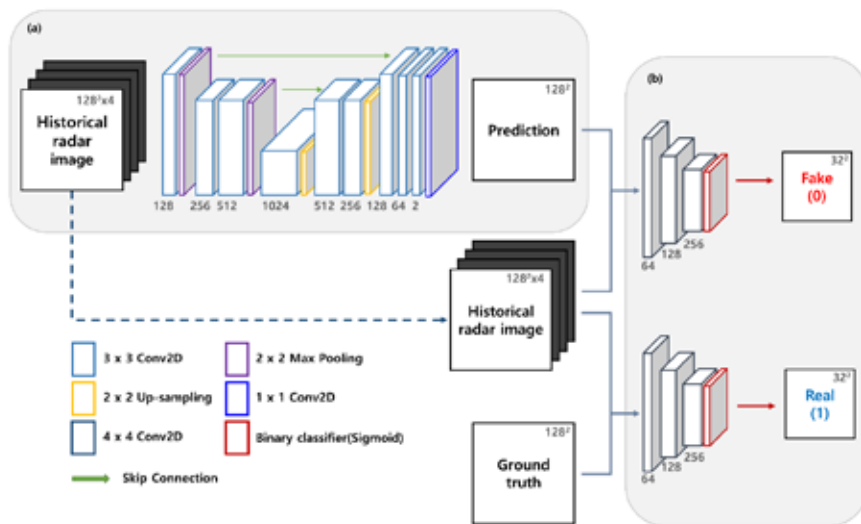 (a)
128²x4
Historical
radar
image
128 256 512 1024 512 256 128 64 2
128²
Prediction
(b)
64
128
256
32²
Fake
(0)
128²x4
Historical
radar image
3 x 3 Conv2D
2 x 2 Max Pooling
2 x 2 Up-sampling
1 x 1 Conv2D
4 x 4 Conv2D
Binary classifier(Sigmoid)
Skip Connection
128²
Ground
truth
64
128
256
32²
Real
(1)